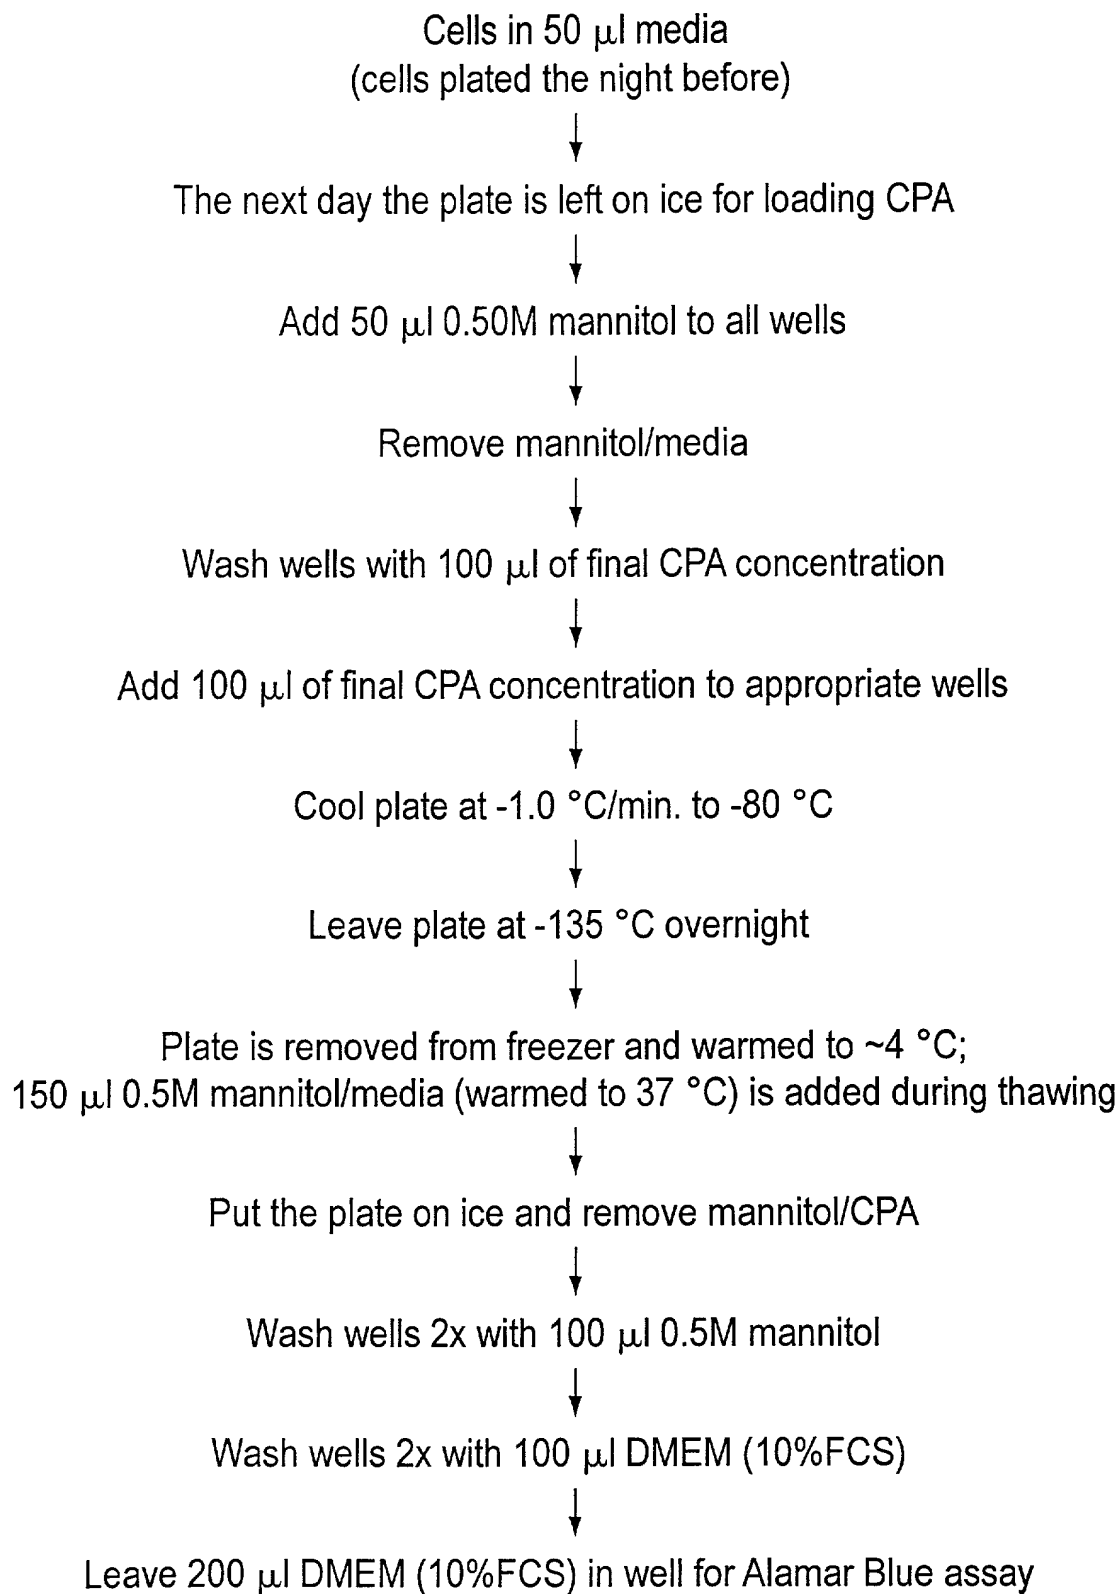 Cells in 50 μl media
(cells plated the night before)
The next day the plate is left on ice for loading CPA
Add 50 μl 0.50M mannitol to all wells
Remove mannitol/media
Wash wells with 100 μl of final CPA concentration
Add 100 μl of final CPA concentration to appropriate wells
Cool plate at -1.0 °C/min. to -80 °C
Leave plate at -135 °C overnight
Plate is removed from freezer and warmed to ~4 °C;
150 μl 0.5M mannitol/media (warmed to 37 °C) is added during thawing
Put the plate on ice and remove mannitol/CPA
Wash wells 2x with 100 μl 0.5M mannitol
Wash wells 2x with 100 μl DMEM (10%FCS)
Leave 200 μl DMEM (10%FCS) in well for Alamar Blue assay